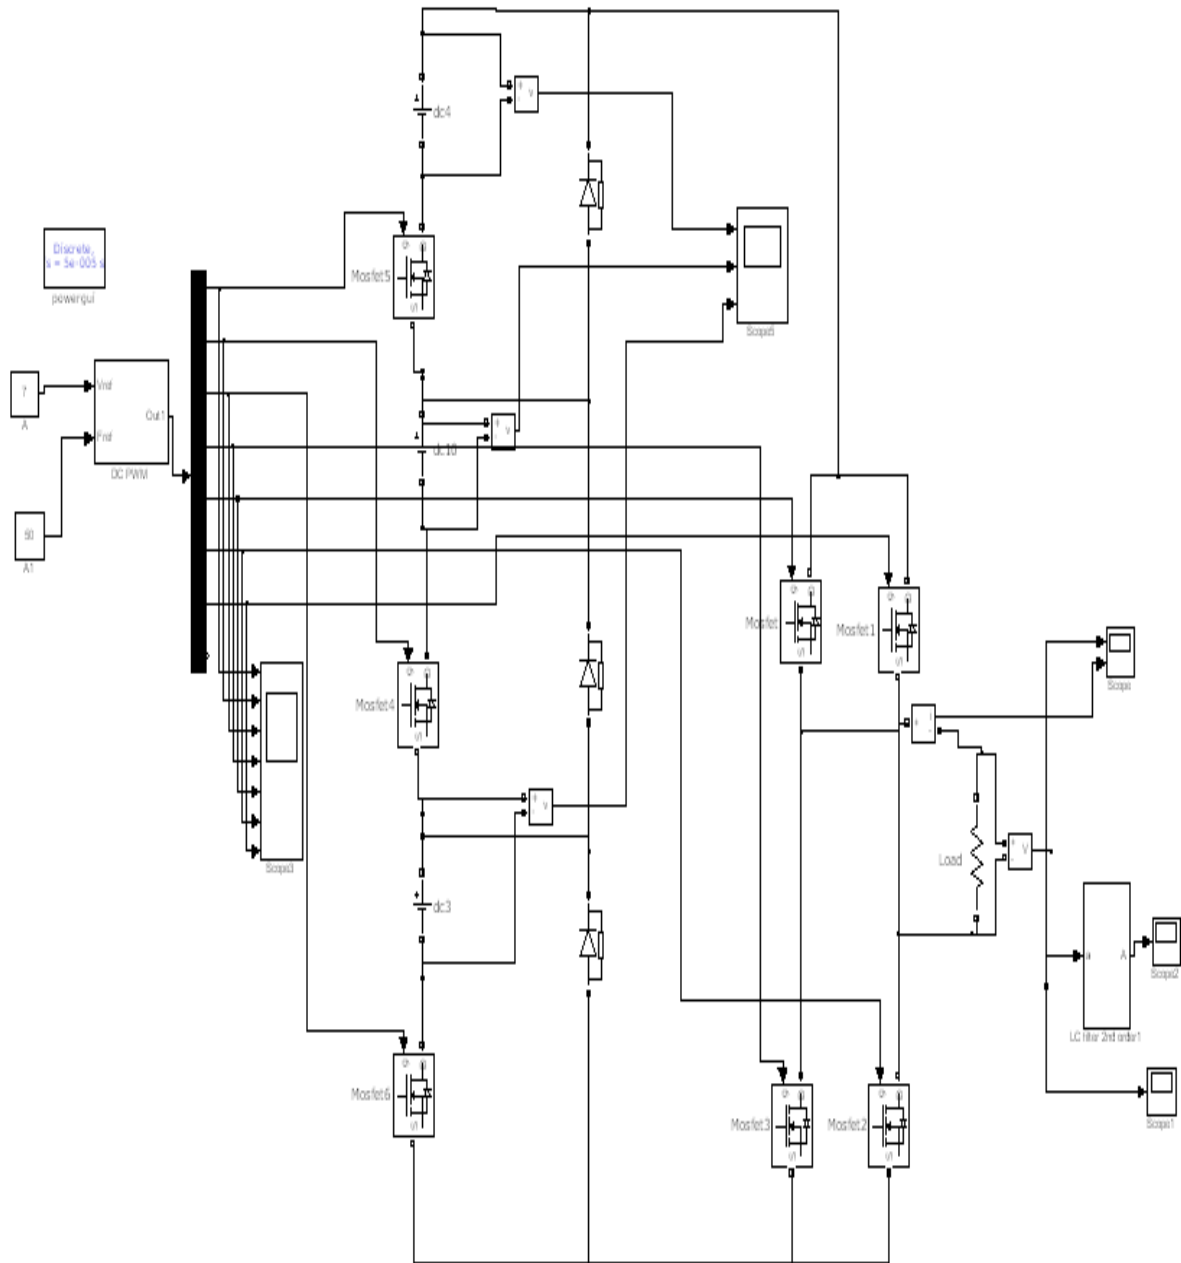 dc4
Discrete,
s = 5e-005 s
powergui
Mosfet5
Scope5
7
A
Vref
Out1
Fref
DC PWM
dc10
50
A1
Mosfet
Mosfet1
Scope
Mosfet4
Load
Scope3
dc3
a
A
Scope2
LC filter 2nd order1
Mosfet6
Mosfet3
Mosfet2
Scope1